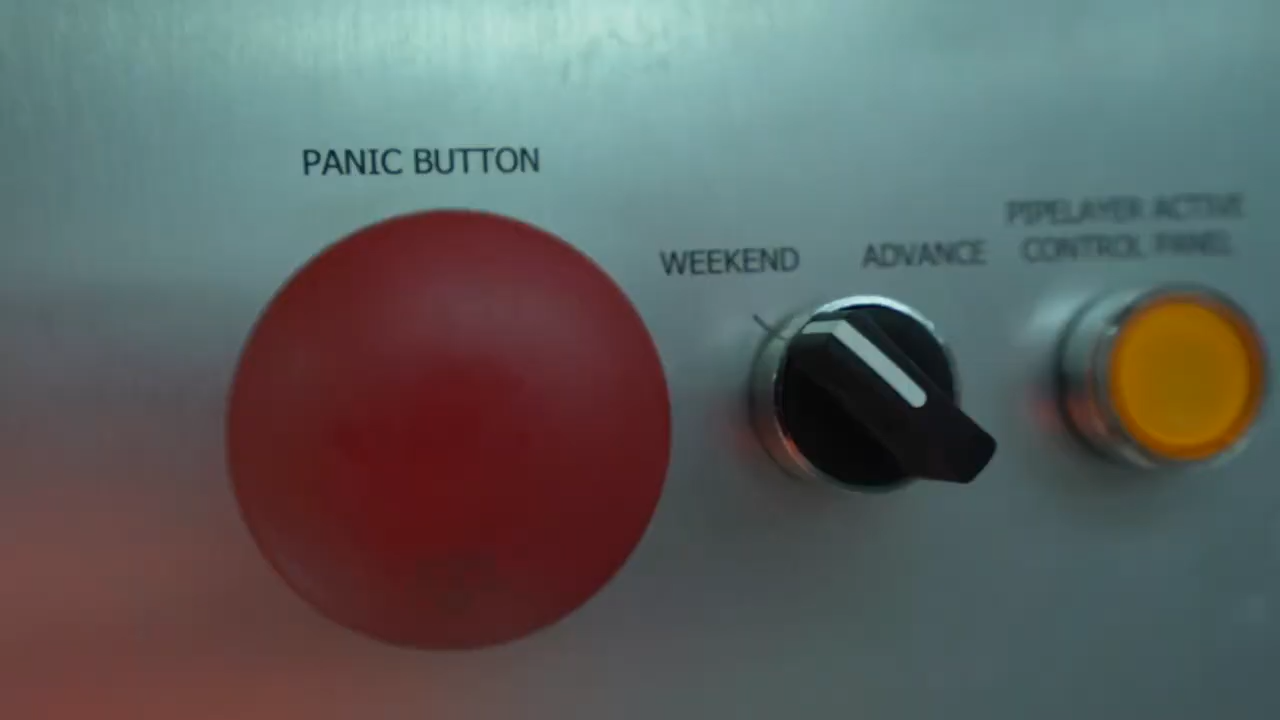 PANIC BUTTON
WEEKEND
ADVANCE
PIPELAYER ACTIVE
CONTROL PANEL